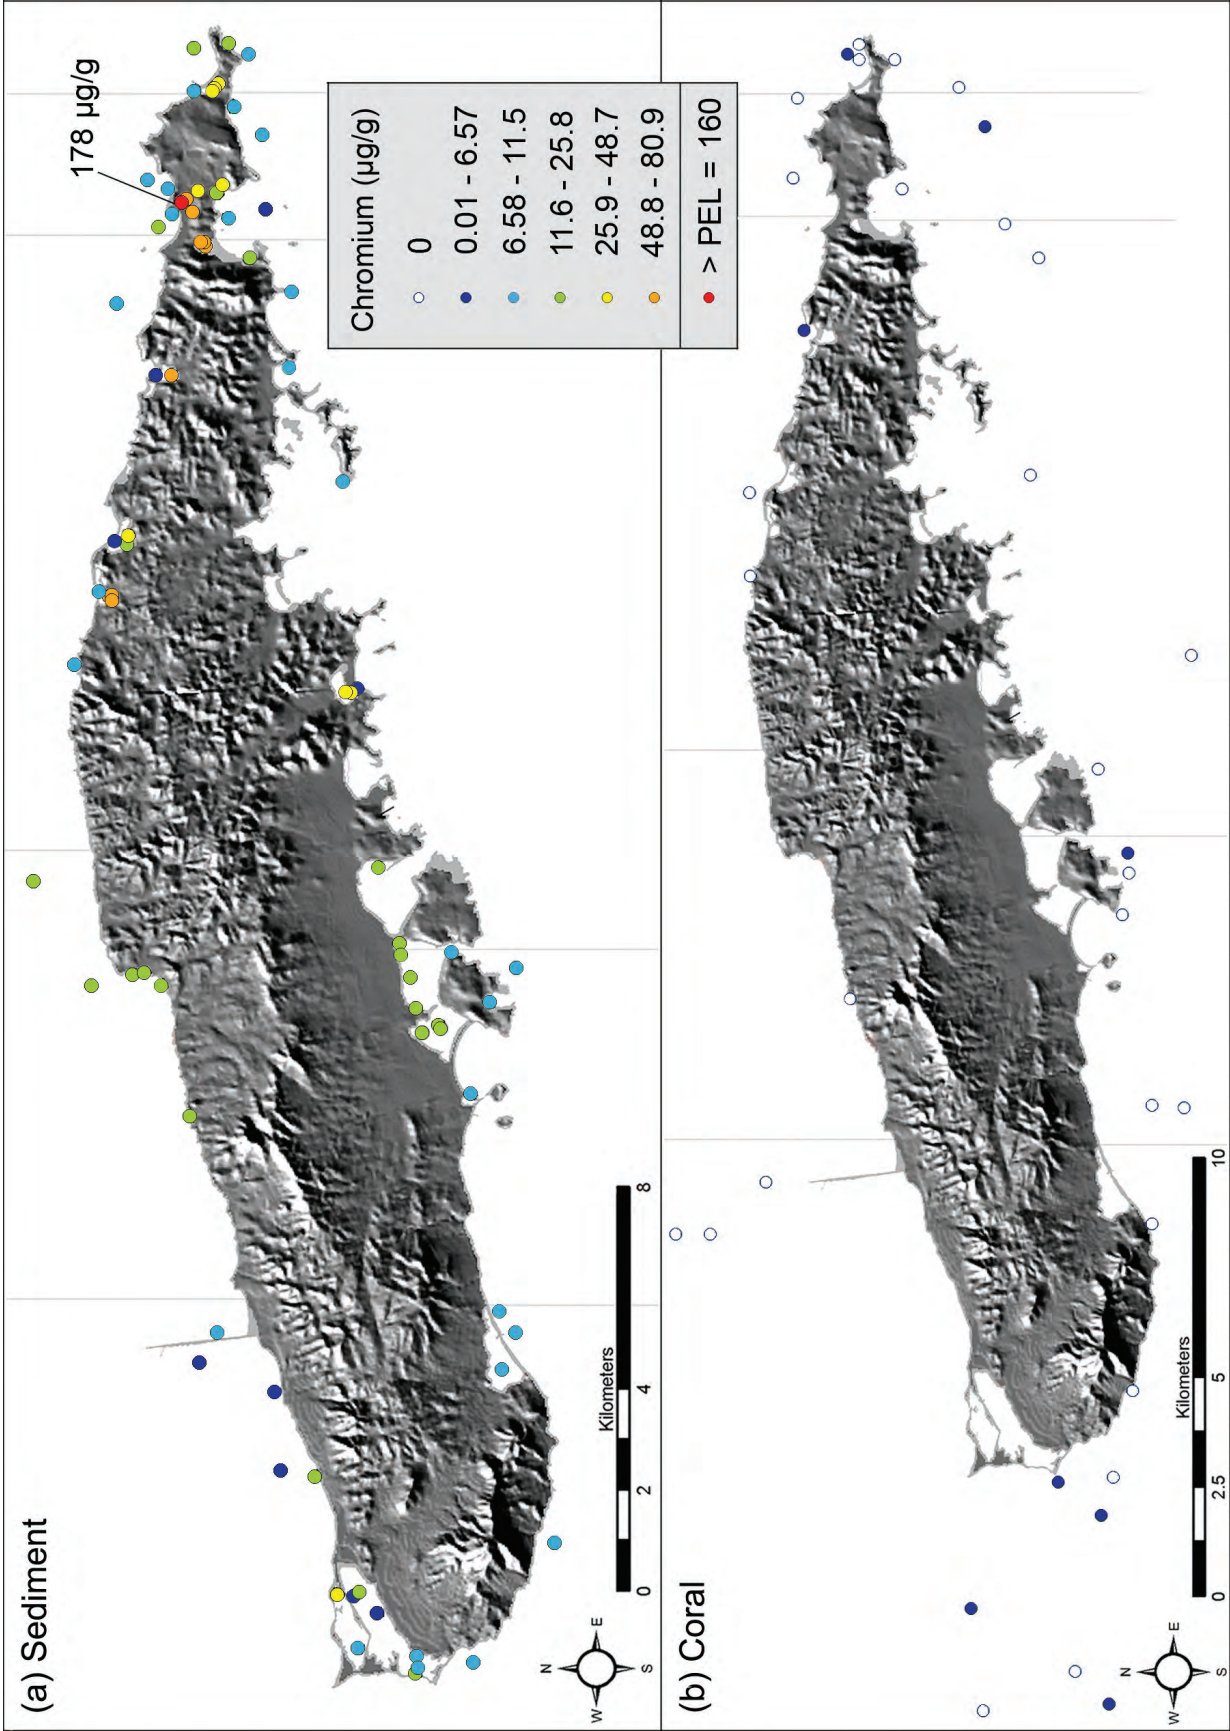 (a) Sediment
178 µg/g
Chromium (µg/g)
0
0.01 - 6.57
6.58 - 11.5
11.6 - 25.8
25.9 - 48.7
48.8 - 80.9
> PEL = 160
N
W E
S
Kilometers
0 2 4 8
(b) Coral
N
W E
S
Kilometers
0 2.5 5 10